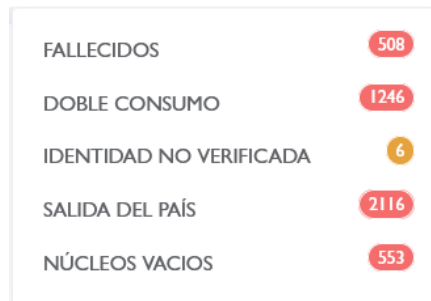 FALLECIDOS 508
DOBLE CONSUMO 1246
IDENTIDAD NO VERIFICADA 6
SALIDA DEL PAÍS 2116
NÚCLEOS VACIOS 553